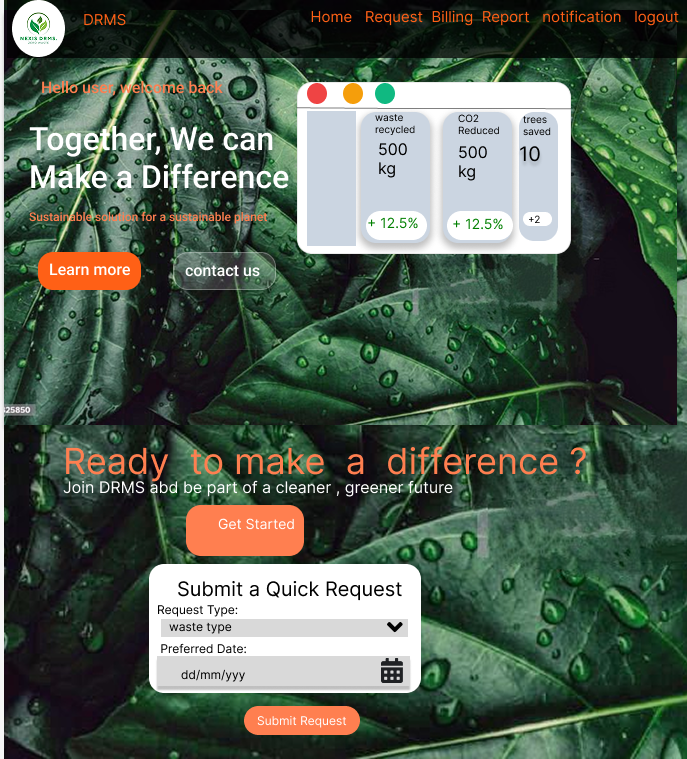 DRMS
Home Request Billing Report notification logout
NEXIS DRMS.
Hello user, welcome back
Together, We can
Make a Difference
Sustainable solution for a sustainable planet
Learn more
contact us
waste
recycled
500
kg
+ 12.5%
CO2
Reduced
500
kg
+ 12.5%
trees
saved
10
+2
325850
Ready to make a difference ?
Join DRMS abd be part of a cleaner , greener future
Get Started
Submit a Quick Request
Request Type:
waste type
Preferred Date:
dd/mm/yyy
Submit Request